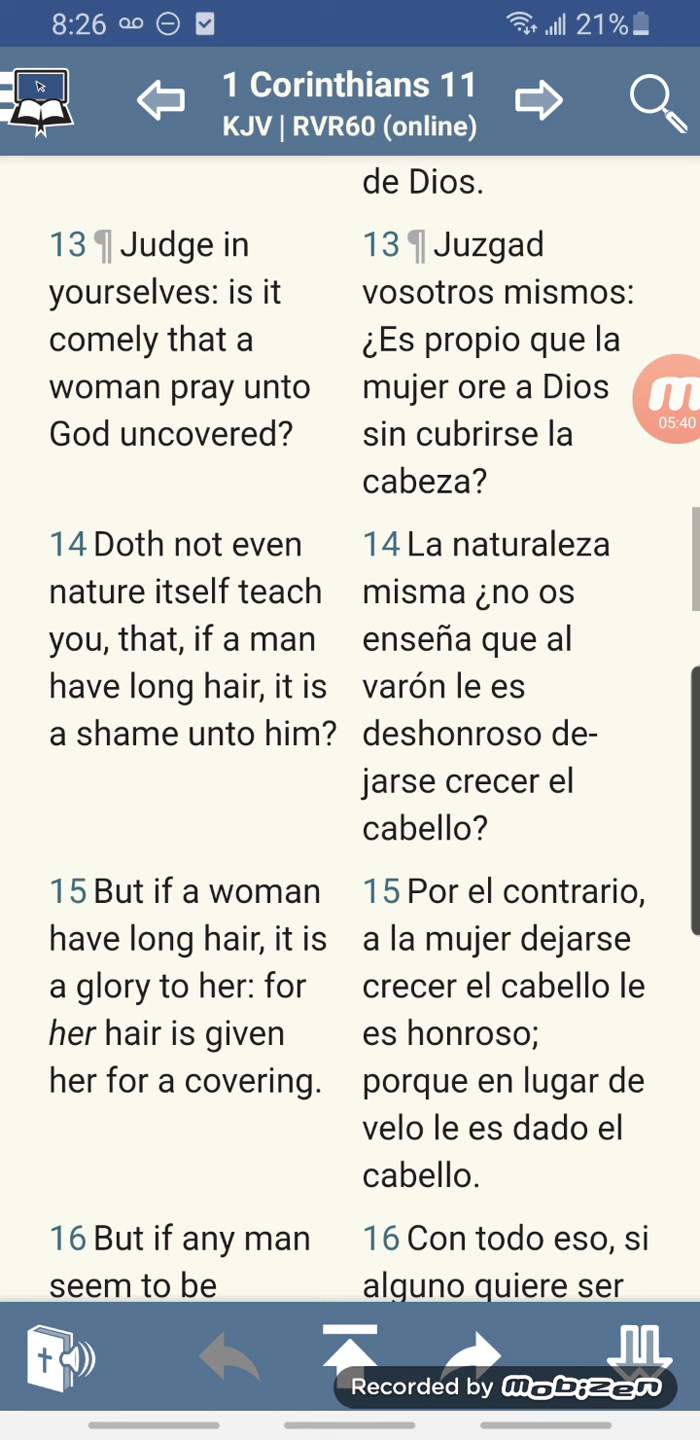 8:26
21%
1 Corinthians 11
KJV | RVR60 (online)
de Dios.
13 ¶ Judge in
yourselves: is it
comely that a
woman pray unto
God uncovered?
13 ¶ Juzgad
vosotros mismos:
¿Es propio que la
mujer ore a Dios
sin cubrirse la
cabeza?
05:40
14 Doth not even
nature itself teach
you, that, if a man
have long hair, it is
a shame unto him?
14 La naturaleza
misma ¿no os
enseña que al
varón le es
deshonroso de-
jarse crecer el
cabello?
15 But if a woman
have long hair, it is
a glory to her: for
her hair is given
her for a covering.
15 Por el contrario,
a la mujer dejarse
crecer el cabello le
es honroso;
porque en lugar de
velo le es dado el
cabello.
16 But if any man
seem to be
16 Con todo eso, si
alguno quiere ser
Recorded by Mobizen